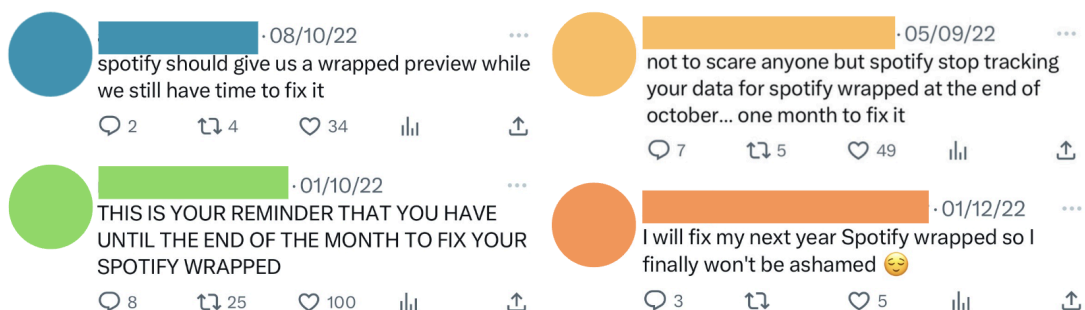 · 08/10/22
spotify should give us a wrapped preview while
we still have time to fix it
2 4 34
· 01/10/22
THIS IS YOUR REMINDER THAT YOU HAVE
UNTIL THE END OF THE MONTH TO FIX YOUR
SPOTIFY WRAPPED
8 25 100
· 05/09/22
not to scare anyone but spotify stop tracking
your data for spotify wrapped at the end of
october... one month to fix it
7 5 49
· 01/12/22
I will fix my next year Spotify wrapped so I
finally won't be ashamed 😌
3 5